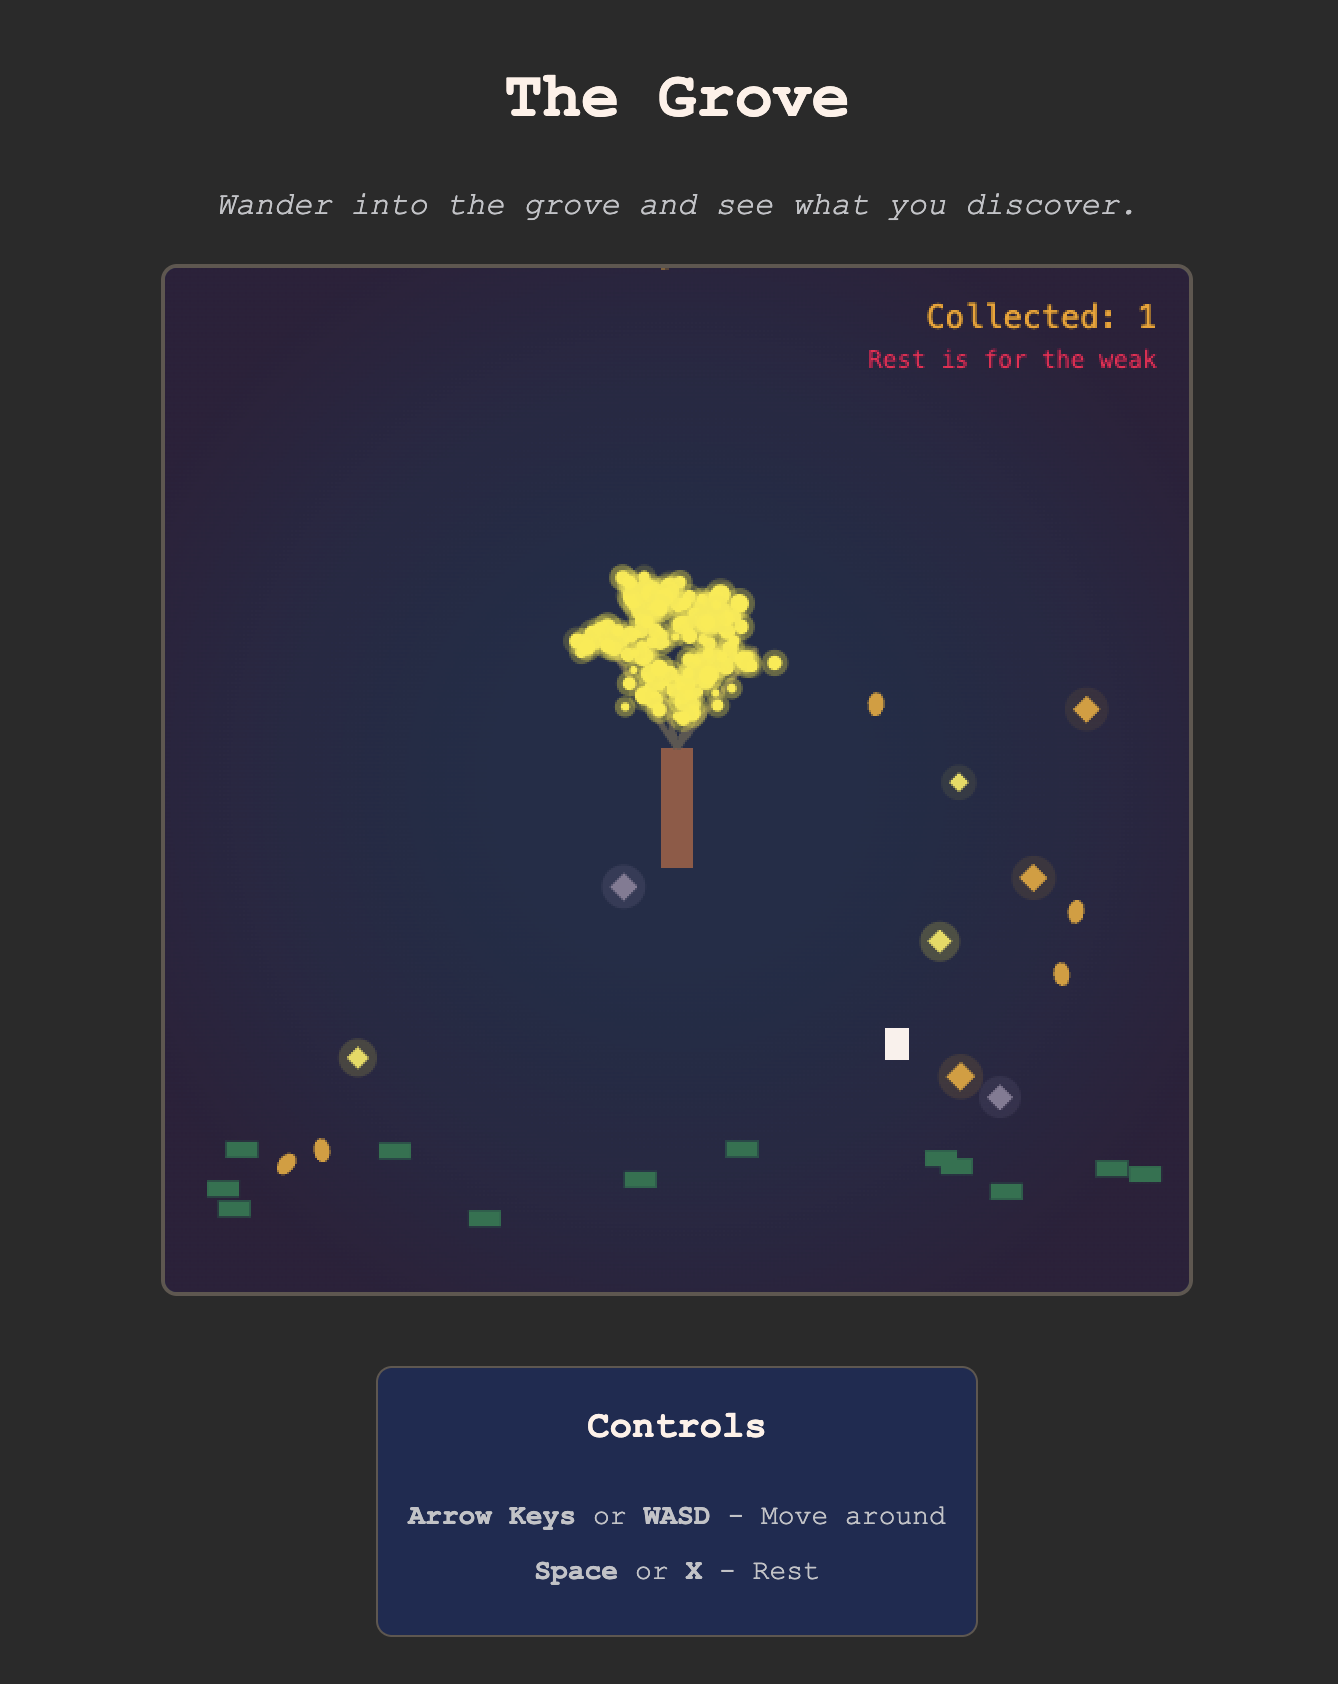 The Grove
Wander into the grove and see what you discover.
Collected: 1
Rest is for the weak
Controls
Arrow Keys or WASD - Move around
Space or X - Rest